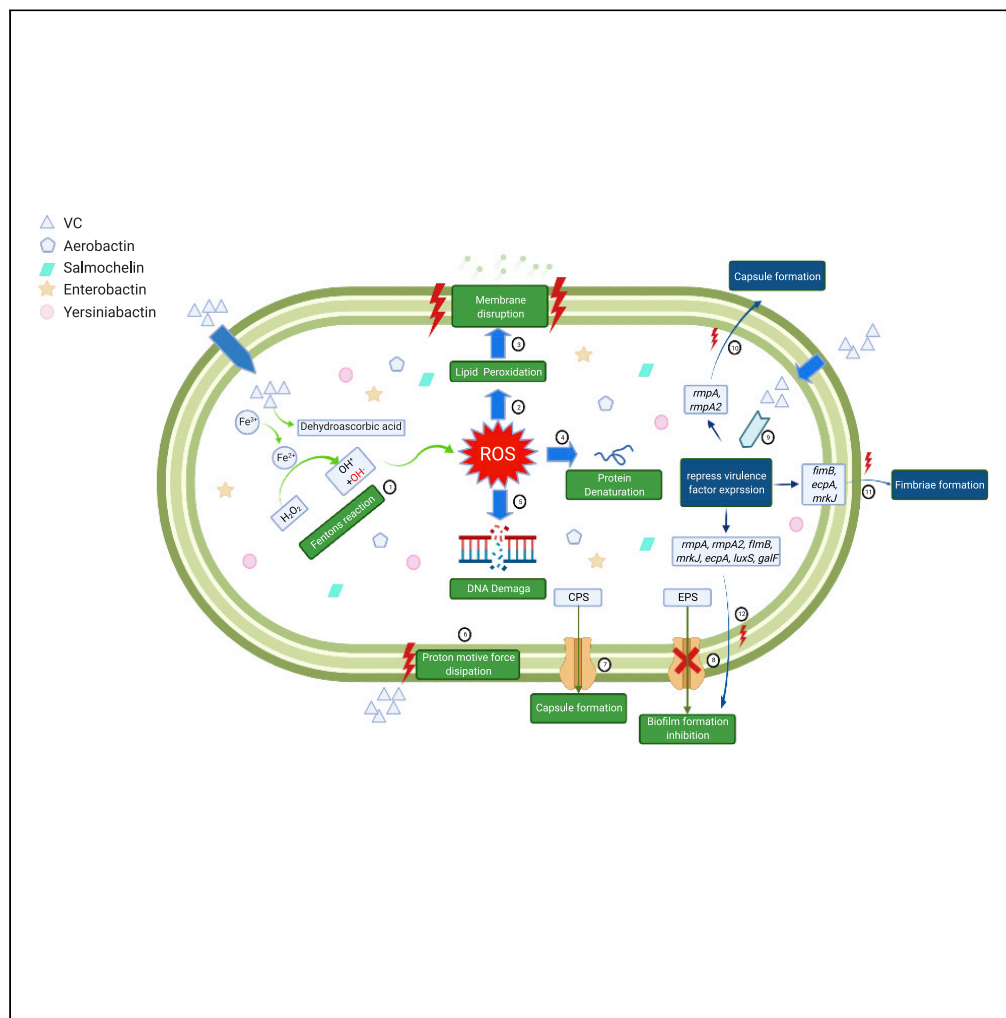 VC
Aerobactin
Salmochelin
Enterobactin
Yersiniabactin
Membrane
disruption
③
Lipid Peroxidation
②
ROS
④
Protein
Denaturation
⑤
DNA Demaga
Fe³⁺
Dehydroascorbic acid
Fe²⁺
OH*
+OH·
H₂O₂
①
Fentons reaction
Capsule formation
⑩
rmpA,
rmpA2
⑨
repress virulence
factor exprssion
fimB,
ecpA,
mrkJ
⑪
Fimbriae formation
rmpA, rmpA2, fImB,
mrkJ, ecpA, luxS, galF
⑫
⑥
Proton motive force
disipation
CPS
⑦
Capsule formation
EPS
⑧
Biofilm formation
inhibition